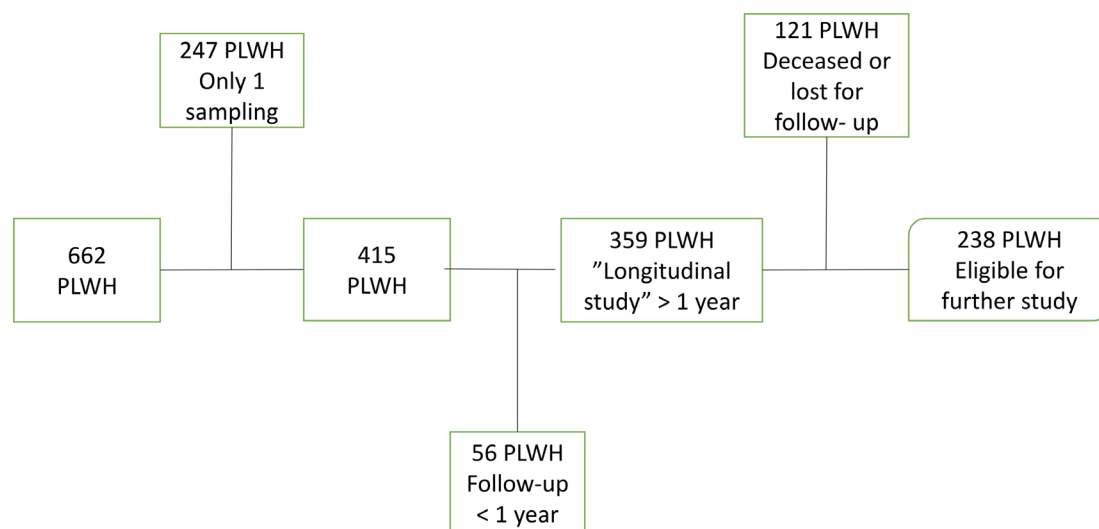 247 PLWH
Only 1
sampling
121 PLWH
Deceased or
lost for
follow- up
662
PLWH
415
PLWH
359 PLWH
”Longitudinal
study” > 1 year
238 PLWH
Eligible for
further study
56 PLWH
Follow-up
< 1 year